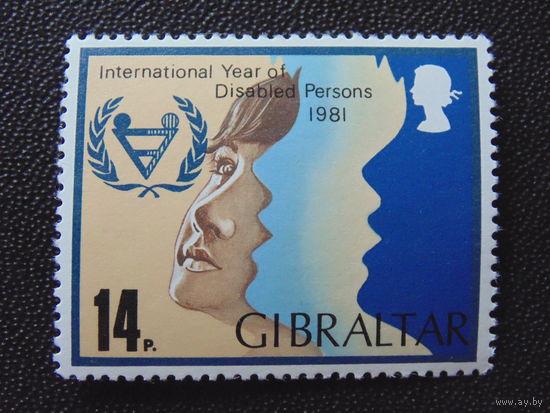 International Year of
Disabled Persons
1981
14P.
GIBRALTAR
www.ay.by